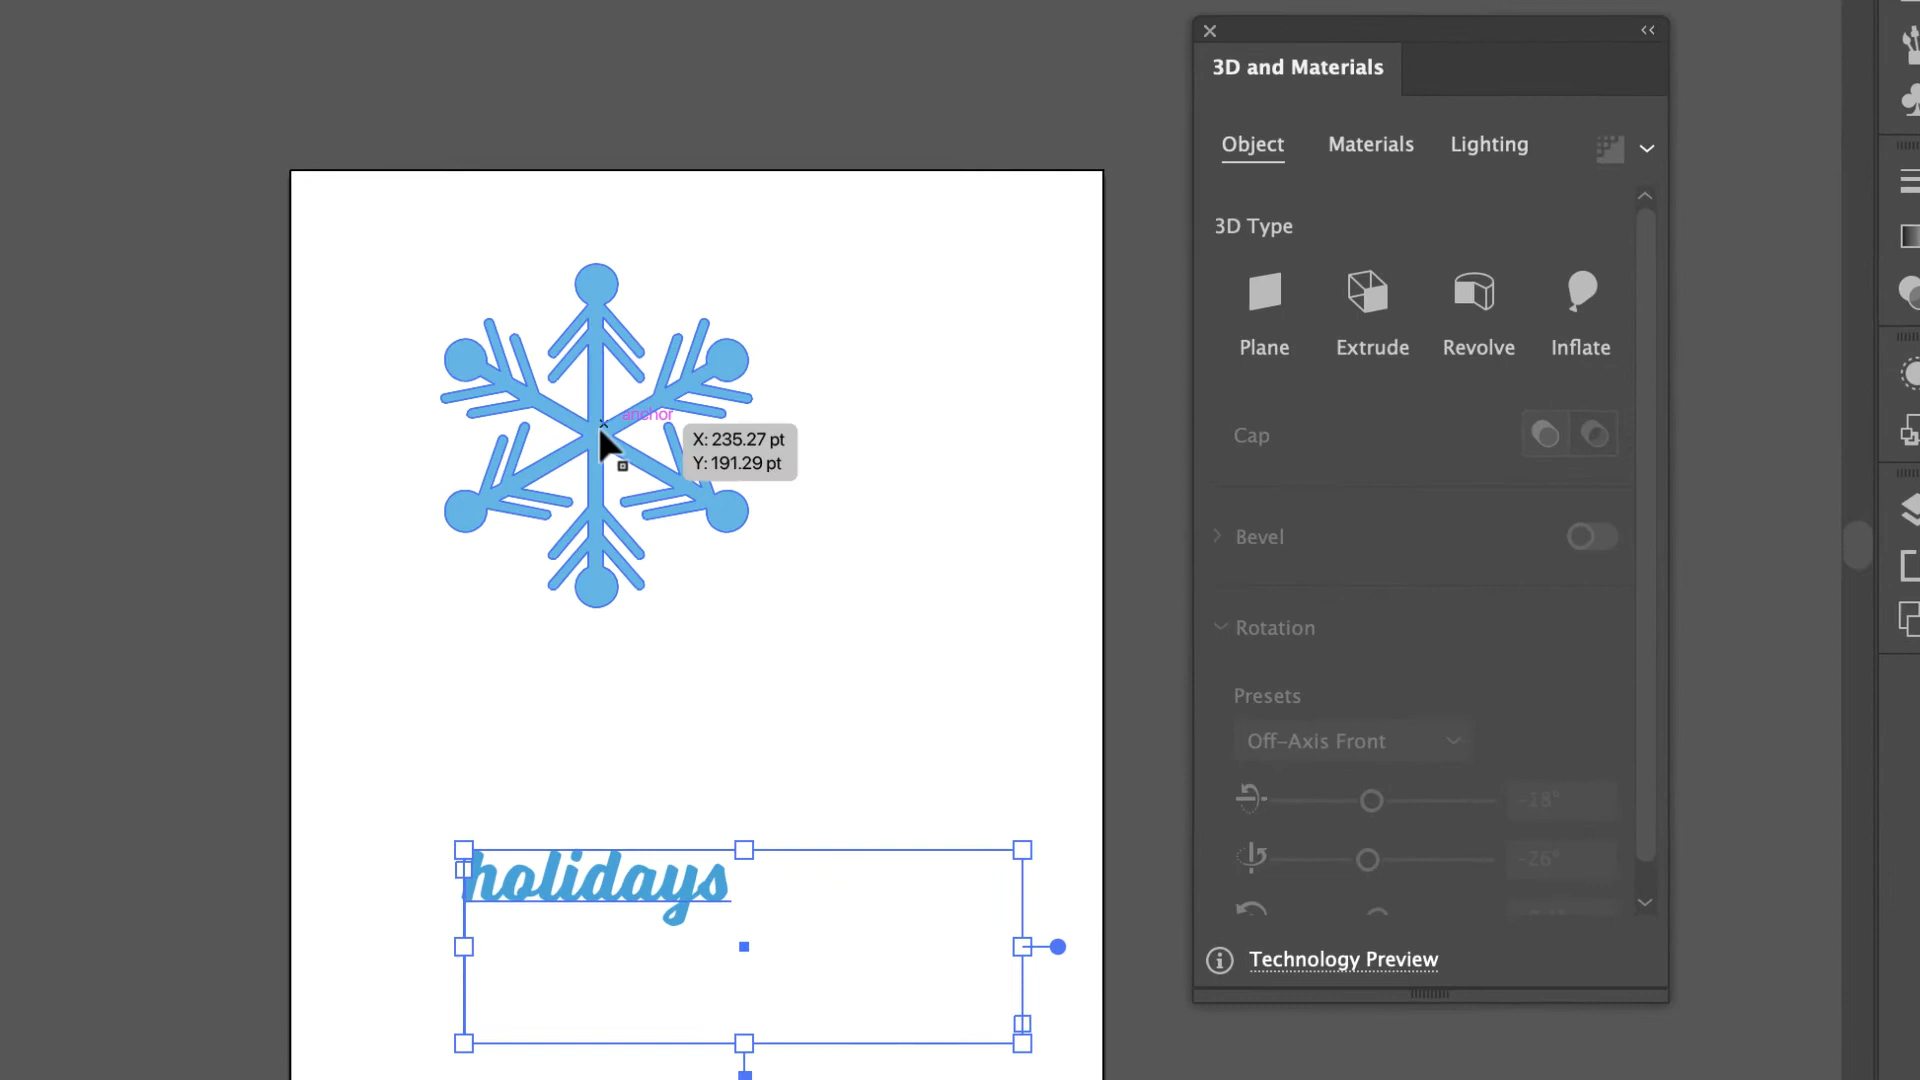 3D and Materials
Object Materials Lighting
3D Type
Plane Extrude Revolve Inflate
anchor
X: 235.27 pt
Y: 191.29 pt
Cap
Bevel
Rotation
Presets
Off-Axis Front
-18°
-26°
holidays
Technology Preview